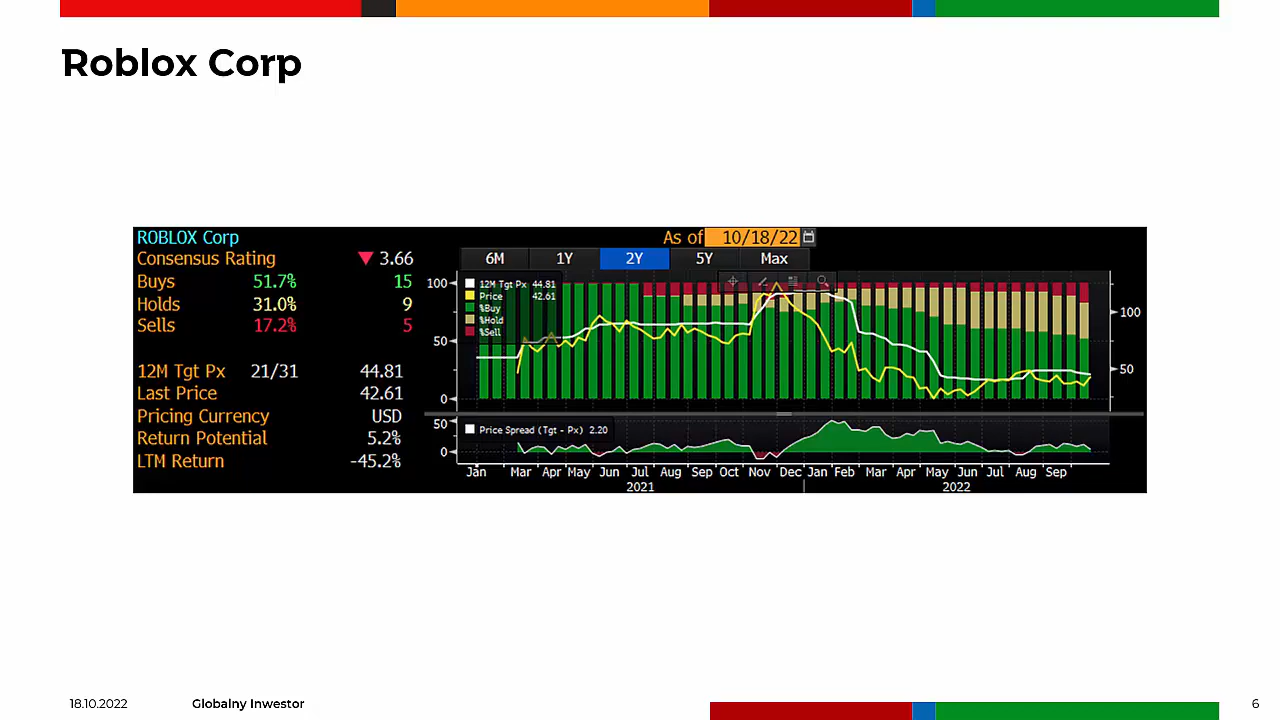 Roblox Corp
ROBLOX Corp
As of 10/18/22
Consensus Rating 3.66
Buys 51.7% 15
Holds 31.0% 9
Sells 17.2% 5
12M Tgt Px 21/31 44.81
Last Price 42.61
Pricing Currency USD
Return Potential 5.2%
LTM Return -45.2%
6M 1Y 2Y 5Y Max
12M Tgt Px 44.81
Price 42.61
%Buy
%Hold
%Sell
100
50
0
100
50
Price Spread (Tgt - Px) 2.20
50
0
Jan Mar Apr May Jun Jul Aug Sep Oct Nov Dec Jan Feb Mar Apr May Jun Jul Aug Sep
2021 2022
18.10.2022 Globalny Inwestor 6